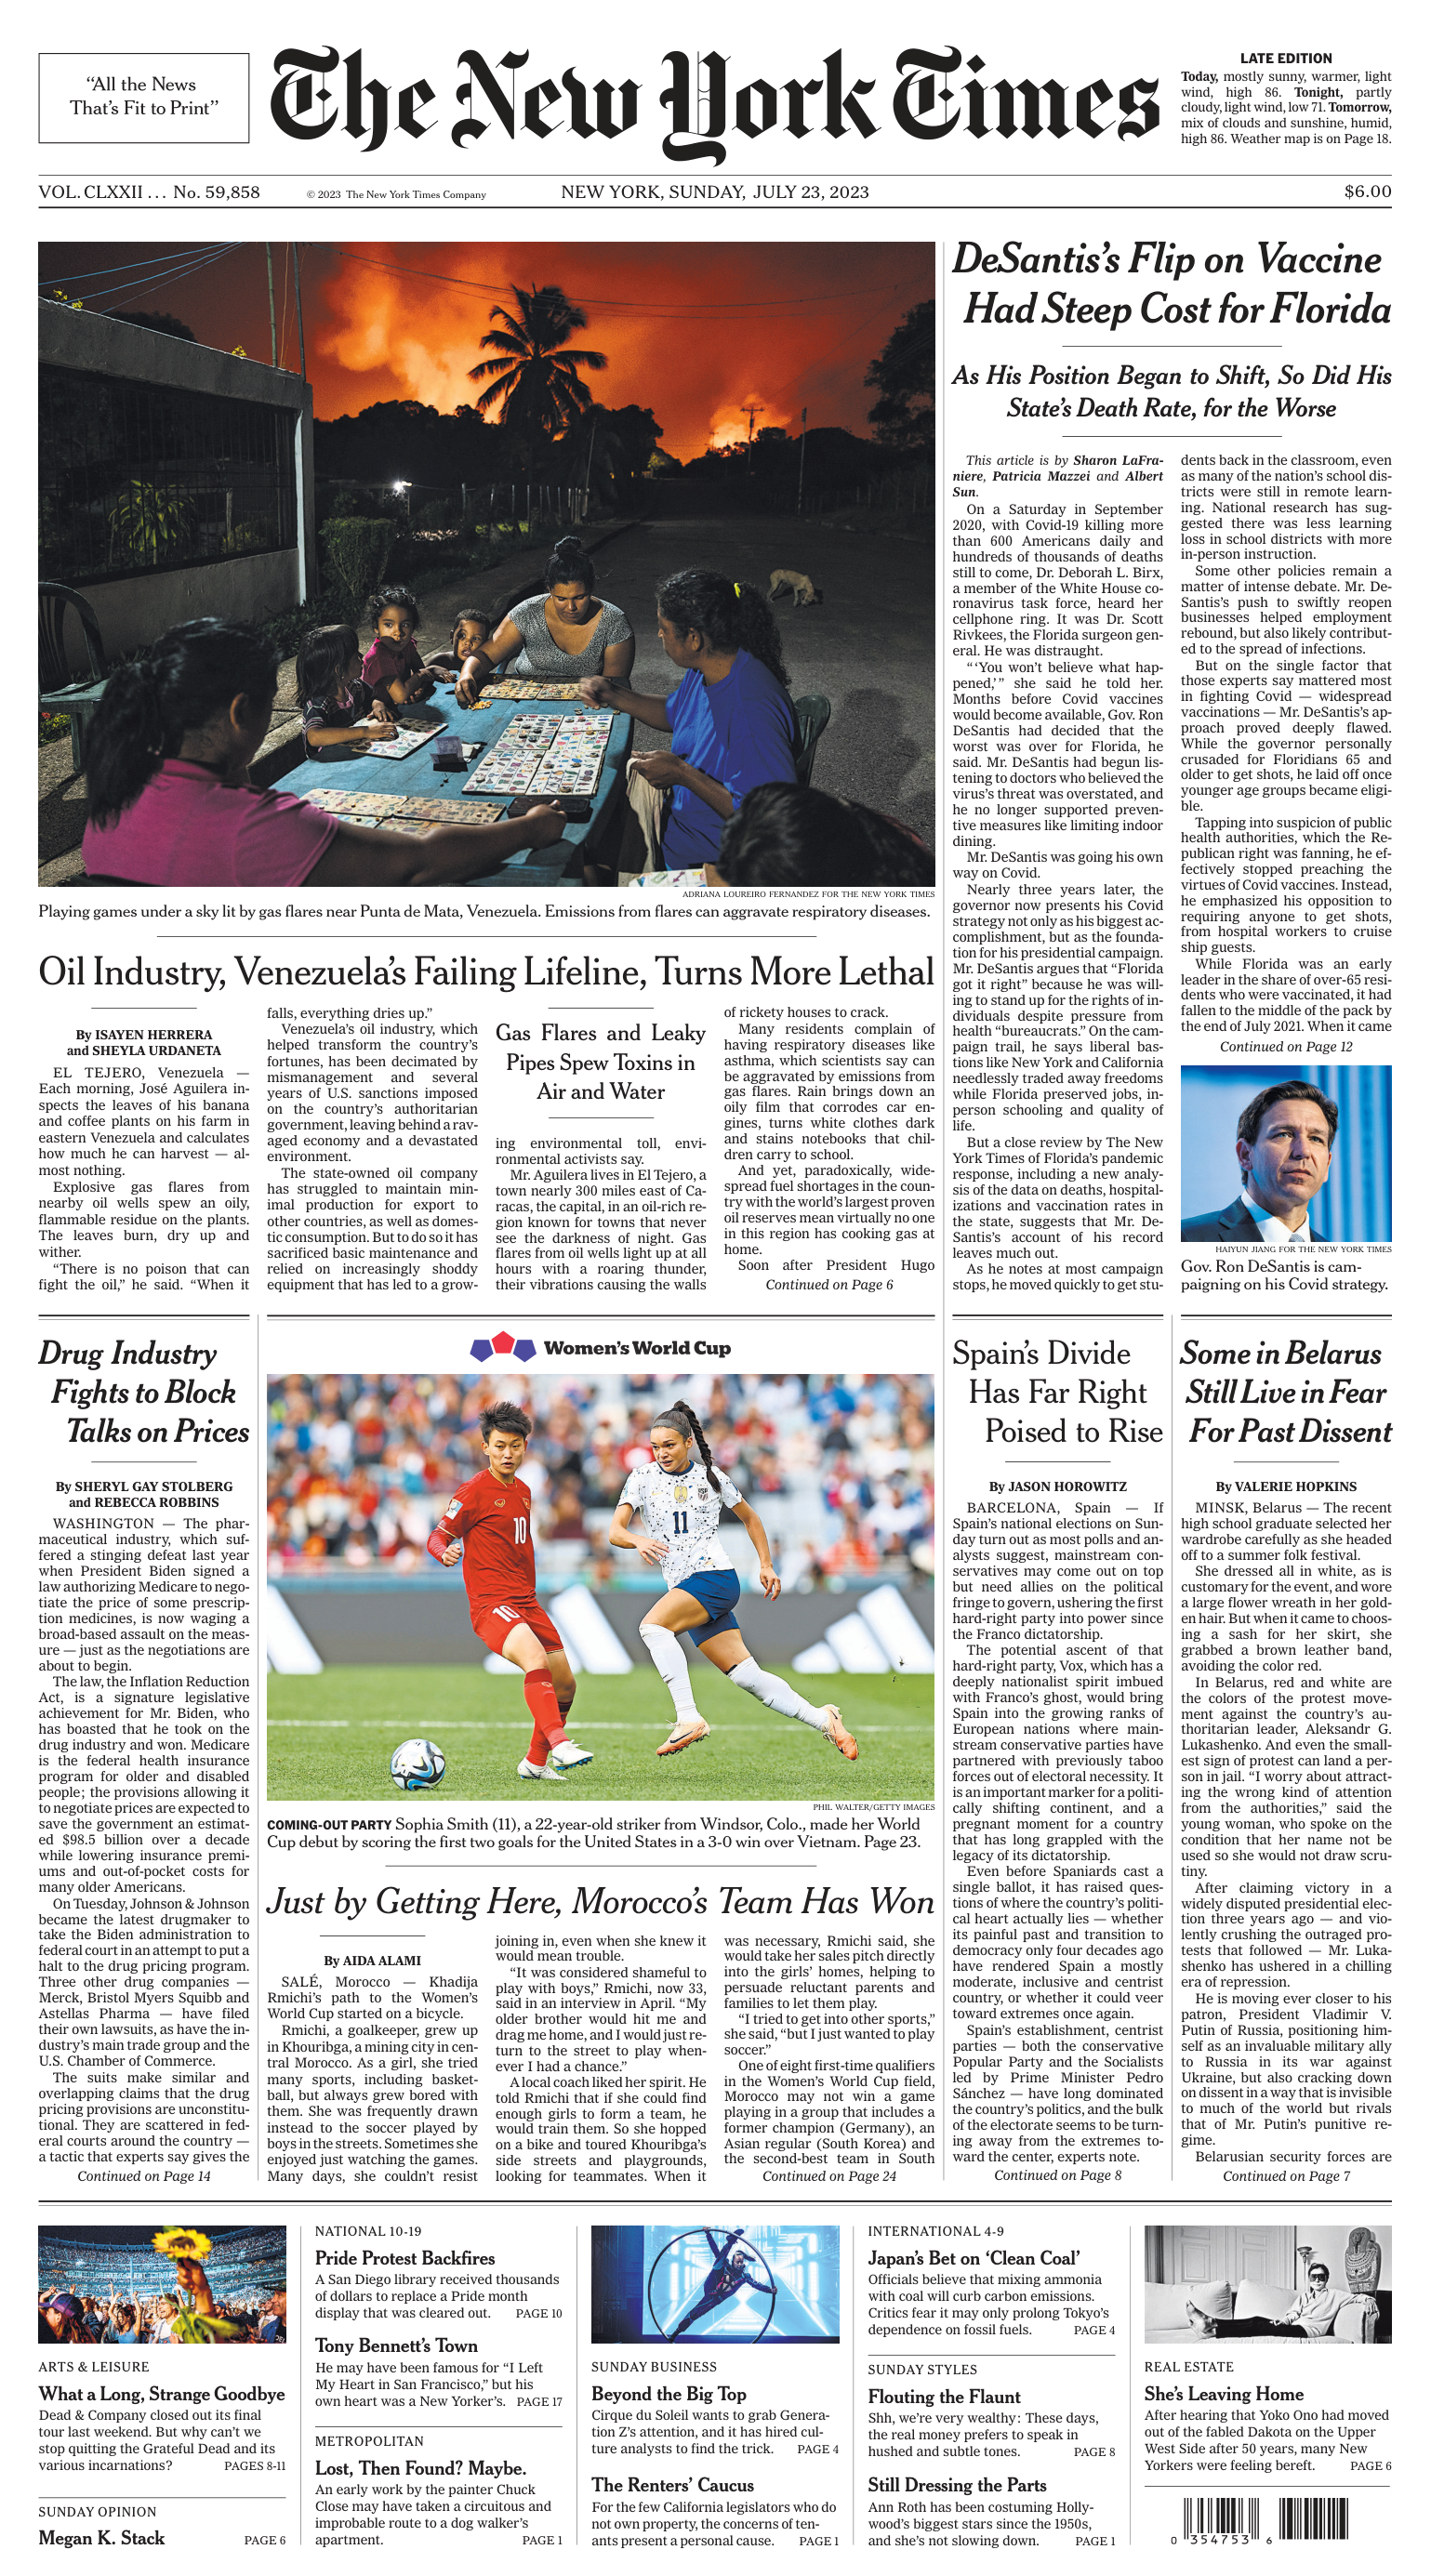 “All the News
That’s Fit to Print”
The New York Times
LATE EDITION
Today, mostly sunny, warmer, light
wind, high 86. Tonight, partly
cloudy, light wind, low 71. Tomorrow,
mix of clouds and sunshine, humid,
high 86. Weather map is on Page 18.
VOL. CLXXII . . . No. 59,858
© 2023 The New York Times Company
NEW YORK, SUNDAY, JULY 23, 2023
$6.00
ADRIANA LOUREIRO FERNANDEZ FOR THE NEW YORK TIMES
Playing games under a sky lit by gas flares near Punta de Mata, Venezuela. Emissions from flares can aggravate respiratory diseases.
Oil Industry, Venezuela’s Failing Lifeline, Turns More Lethal
By ISAYEN HERRERA
and SHEYLA URDANETA
EL TEJERO, Venezuela —
Each morning, José Aguilera in-
spects the leaves of his banana
and coffee plants on his farm in
eastern Venezuela and calculates
how much he can harvest — al-
most nothing.
Explosive gas flares from
nearby oil wells spew an oily,
flammable residue on the plants.
The leaves burn, dry up and
wither.
“There is no poison that can
fight the oil,” he said. “When it
falls, everything dries up.”
Venezuela’s oil industry, which
helped transform the country’s
fortunes, has been decimated by
mismanagement and several
years of U.S. sanctions imposed
on the country’s authoritarian
government, leaving behind a rav-
aged economy and a devastated
environment.
The state-owned oil company
has struggled to maintain min-
imal production for export to
other countries, as well as domes-
tic consumption. But to do so it has
sacrificed basic maintenance and
relied on increasingly shoddy
equipment that has led to a grow-
Gas Flares and Leaky
Pipes Spew Toxins in
Air and Water
ing environmental toll, envi-
ronmental activists say.
Mr. Aguilera lives in El Tejero, a
town nearly 300 miles east of Ca-
racas, the capital, in an oil-rich re-
gion known for towns that never
see the darkness of night. Gas
flares from oil wells light up at all
hours with a roaring thunder,
their vibrations causing the walls
of rickety houses to crack.
Many residents complain of
having respiratory diseases like
asthma, which scientists say can
be aggravated by emissions from
gas flares. Rain brings down an
oily film that corrodes car en-
gines, turns white clothes dark
and stains notebooks that chil-
dren carry to school.
And yet, paradoxically, wide-
spread fuel shortages in the coun-
try with the world’s largest proven
oil reserves mean virtually no one
in this region has cooking gas at
home.
Soon after President Hugo
Continued on Page 6
DeSantis’s Flip on Vaccine
Had Steep Cost for Florida
As His Position Began to Shift, So Did His
State’s Death Rate, for the Worse
This article is by Sharon LaFra-
niere, Patricia Mazzei and Albert
Sun.
On a Saturday in September
2020, with Covid-19 killing more
than 600 Americans daily and
hundreds of thousands of deaths
still to come, Dr. Deborah L. Birx,
a member of the White House co-
ronavirus task force, heard her
cellphone ring. It was Dr. Scott
Rivkees, the Florida surgeon gen-
eral. He was distraught.
“‘You won’t believe what hap-
pened,’” she said he told her.
Months before Covid vaccines
would become available, Gov. Ron
DeSantis had decided that the
worst was over for Florida, he
said. Mr. DeSantis had begun lis-
tening to doctors who believed the
virus’s threat was overstated, and
he no longer supported preven-
tive measures like limiting indoor
dining.
Mr. DeSantis was going his own
way on Covid.
Nearly three years later, the
governor now presents his Covid
strategy not only as his biggest ac-
complishment, but as the founda-
tion for his presidential campaign.
Mr. DeSantis argues that “Florida
got it right” because he was will-
ing to stand up for the rights of in-
dividuals despite pressure from
health “bureaucrats.” On the cam-
paign trail, he says liberal bas-
tions like New York and California
needlessly traded away freedoms
while Florida preserved jobs, in-
person schooling and quality of
life.
But a close review by The New
York Times of Florida’s pandemic
response, including a new analy-
sis of the data on deaths, hospital-
izations and vaccination rates in
the state, suggests that Mr. De-
Santis’s account of his record
leaves much out.
As he notes at most campaign
stops, he moved quickly to get stu-
dents back in the classroom, even
as many of the nation’s school dis-
tricts were still in remote learn-
ing. National research has sug-
gested there was less learning
loss in school districts with more
in-person instruction.
Some other policies remain a
matter of intense debate. Mr. De-
Santis’s push to swiftly reopen
businesses helped employment
rebound, but also likely contribut-
ed to the spread of infections.
But on the single factor that
those experts say mattered most
in fighting Covid — widespread
vaccinations — Mr. DeSantis’s ap-
proach proved deeply flawed.
While the governor personally
crusaded for Floridians 65 and
older to get shots, he laid off once
younger age groups became eligi-
ble.
Tapping into suspicion of public
health authorities, which the Re-
publican right was fanning, he ef-
fectively stopped preaching the
virtues of Covid vaccines. Instead,
he emphasized his opposition to
requiring anyone to get shots,
from hospital workers to cruise
ship guests.
While Florida was an early
leader in the share of over-65 resi-
dents who were vaccinated, it had
fallen to the middle of the pack by
the end of July 2021. When it came
Continued on Page 12
HAIYUN JIANG FOR THE NEW YORK TIMES
Gov. Ron DeSantis is cam-
paigning on his Covid strategy.
Drug Industry
Fights to Block
Talks on Prices
By SHERYL GAY STOLBERG
and REBECCA ROBBINS
WASHINGTON — The phar-
maceutical industry, which suf-
fered a stinging defeat last year
when President Biden signed a
law authorizing Medicare to nego-
tiate the price of some prescrip-
tion medicines, is now waging a
broad-based assault on the meas-
ure — just as the negotiations are
about to begin.
The law, the Inflation Reduction
Act, is a signature legislative
achievement for Mr. Biden, who
has boasted that he took on the
drug industry and won. Medicare
is the federal health insurance
program for older and disabled
people; the provisions allowing it
to negotiate prices are expected to
save the government an estimat-
ed $98.5 billion over a decade
while lowering insurance premi-
ums and out-of-pocket costs for
many older Americans.
On Tuesday, Johnson & Johnson
became the latest drugmaker to
take the Biden administration to
federal court in an attempt to put a
halt to the drug pricing program.
Three other drug companies —
Merck, Bristol Myers Squibb and
Astellas Pharma — have filed
their own lawsuits, as have the in-
dustry’s main trade group and the
U.S. Chamber of Commerce.
The suits make similar and
overlapping claims that the drug
pricing provisions are unconstitu-
tional. They are scattered in fed-
eral courts around the country —
a tactic that experts say gives the
Continued on Page 14
Women’s World Cup
10
10
11
PHIL WALTER/GETTY IMAGES
COMING-OUT PARTY Sophia Smith (11), a 22-year-old striker from Windsor, Colo., made her World
Cup debut by scoring the first two goals for the United States in a 3-0 win over Vietnam. Page 23.
Just by Getting Here, Morocco’s Team Has Won
By AIDA ALAMI
SALÉ, Morocco — Khadija
Rmichi’s path to the Women’s
World Cup started on a bicycle.
Rmichi, a goalkeeper, grew up
in Khouribga, a mining city in cen-
tral Morocco. As a girl, she tried
many sports, including basket-
ball, but always grew bored with
them. She was frequently drawn
instead to the soccer played by
boys in the streets. Sometimes she
enjoyed just watching the games.
Many days, she couldn’t resist
joining in, even when she knew it
would mean trouble.
“It was considered shameful to
play with boys,” Rmichi, now 33,
said in an interview in April. “My
older brother would hit me and
drag me home, and I would just re-
turn to the street to play when-
ever I had a chance.”
A local coach liked her spirit. He
told Rmichi that if she could find
enough girls to form a team, he
would train them. So she hopped
on a bike and toured Khouribga’s
side streets and playgrounds,
looking for teammates. When it
was necessary, Rmichi said, she
would take her sales pitch directly
into the girls’ homes, helping to
persuade reluctant parents and
families to let them play.
“I tried to get into other sports,”
she said, “but I just wanted to play
soccer.”
One of eight first-time qualifiers
in the Women’s World Cup field,
Morocco may not win a game
playing in a group that includes a
former champion (Germany), an
Asian regular (South Korea) and
the second-best team in South
Continued on Page 24
Spain’s Divide
Has Far Right
Poised to Rise
By JASON HOROWITZ
BARCELONA, Spain — If
Spain’s national elections on Sun-
day turn out as most polls and an-
alysts suggest, mainstream con-
servatives may come out on top
but need allies on the political
fringe to govern, ushering the first
hard-right party into power since
the Franco dictatorship.
The potential ascent of that
hard-right party, Vox, which has a
deeply nationalist spirit imbued
with Franco’s ghost, would bring
Spain into the growing ranks of
European nations where main-
stream conservative parties have
partnered with previously taboo
forces out of electoral necessity. It
is an important marker for a politi-
cally shifting continent, and a
pregnant moment for a country
that has long grappled with the
legacy of its dictatorship.
Even before Spaniards cast a
single ballot, it has raised ques-
tions of where the country’s politi-
cal heart actually lies — whether
its painful past and transition to
democracy only four decades ago
have rendered Spain a mostly
moderate, inclusive and centrist
country, or whether it could veer
toward extremes once again.
Spain’s establishment, centrist
parties — both the conservative
Popular Party and the Socialists
led by Prime Minister Pedro
Sánchez — have long dominated
the country’s politics, and the bulk
of the electorate seems to be turn-
ing away from the extremes to-
ward the center, experts note.
Continued on Page 8
Some in Belarus
Still Live in Fear
For Past Dissent
By VALERIE HOPKINS
MINSK, Belarus — The recent
high school graduate selected her
wardrobe carefully as she headed
off to a summer folk festival.
She dressed all in white, as is
customary for the event, and wore
a large flower wreath in her gold-
en hair. But when it came to choos-
ing a sash for her skirt, she
grabbed a brown leather band,
avoiding the color red.
In Belarus, red and white are
the colors of the protest move-
ment against the country’s au-
thoritarian leader, Aleksandr G.
Lukashenko. And even the small-
est sign of protest can land a per-
son in jail. “I worry about attract-
ing the wrong kind of attention
from the authorities,” said the
young woman, who spoke on the
condition that her name not be
used so she would not draw scru-
tiny.
After claiming victory in a
widely disputed presidential elec-
tion three years ago — and vio-
lently crushing the outraged pro-
tests that followed — Mr. Luka-
shenko has ushered in a chilling
era of repression.
He is moving ever closer to his
patron, President Vladimir V.
Putin of Russia, positioning him-
self as an invaluable military ally
to Russia in its war against
Ukraine, but also cracking down
on dissent in a way that is invisible
to much of the world but rivals
that of Mr. Putin’s punitive re-
gime.
Belarusian security forces are
Continued on Page 7
ARTS & LEISURE
What a Long, Strange Goodbye
Dead & Company closed out its final
tour last weekend. But why can’t we
stop quitting the Grateful Dead and its
various incarnations? PAGES 8-11
SUNDAY OPINION
Megan K. Stack PAGE 6
NATIONAL 10-19
Pride Protest Backfires
A San Diego library received thousands
of dollars to replace a Pride month
display that was cleared out. PAGE 10
Tony Bennett’s Town
He may have been famous for “I Left
My Heart in San Francisco,” but his
own heart was a New Yorker’s. PAGE 17
METROPOLITAN
Lost, Then Found? Maybe.
An early work by the painter Chuck
Close may have taken a circuitous and
improbable route to a dog walker’s
apartment. PAGE 1
SUNDAY BUSINESS
Beyond the Big Top
Cirque du Soleil wants to grab Genera-
tion Z’s attention, and it has hired cul-
ture analysts to find the trick. PAGE 4
The Renters’ Caucus
For the few California legislators who do
not own property, the concerns of ten-
ants present a personal cause. PAGE 1
INTERNATIONAL 4-9
Japan’s Bet on ‘Clean Coal’
Officials believe that mixing ammonia
with coal will curb carbon emissions.
Critics fear it may only prolong Tokyo’s
dependence on fossil fuels. PAGE 4
SUNDAY STYLES
Flouting the Flaunt
Shh, we’re very wealthy: These days,
the real money prefers to speak in
hushed and subtle tones. PAGE 8
Still Dressing the Parts
Ann Roth has been costuming Holly-
wood’s biggest stars since the 1950s,
and she’s not slowing down. PAGE 1
REAL ESTATE
She’s Leaving Home
After hearing that Yoko Ono had moved
out of the fabled Dakota on the Upper
West Side after 50 years, many New
Yorkers were feeling bereft. PAGE 6
0 354753 6